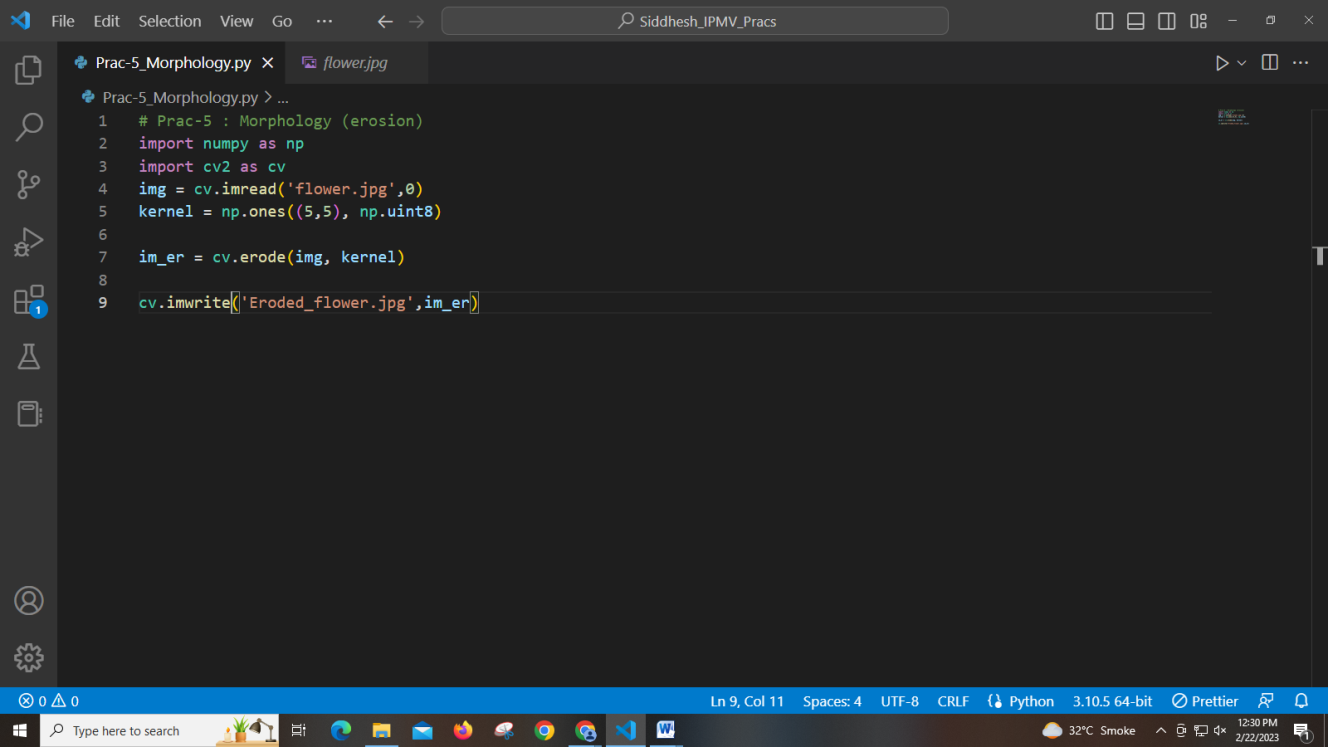 File Edit Selection View Go ··· Siddhesh_IPMV_Pracs
Prac-5_Morphology.py flower.jpg
Prac-5_Morphology.py > ...
1 # Prac-5 : Morphology (erosion)
2 import numpy as np
3 import cv2 as cv
4 img = cv.imread('flower.jpg',0)
5 kernel = np.ones((5,5), np.uint8)
6
7 im_er = cv.erode(img, kernel)
8
9 cv.imwrite('Eroded_flower.jpg',im_er)
1
0 0 Ln 9, Col 11 Spaces: 4 UTF-8 CRLF Python 3.10.5 64-bit Prettier
Type here to search 32°C Smoke 12:30 PM
2/22/2023 1